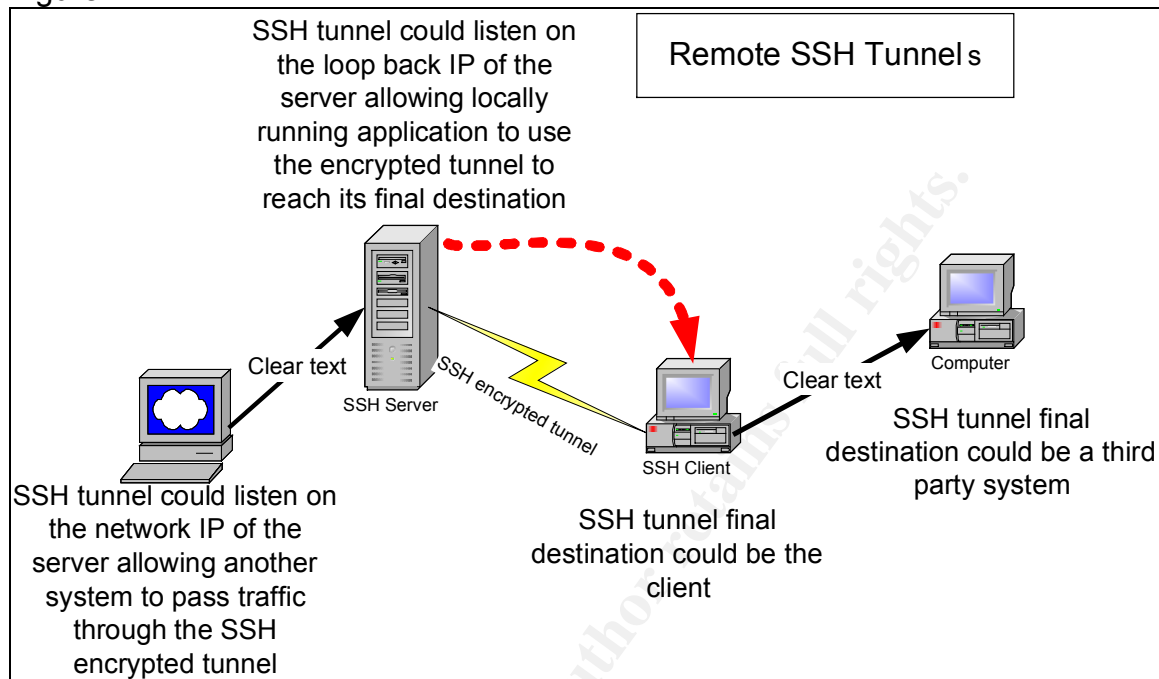 SSH tunnel could listen on
the loop back IP of the
server allowing locally
running application to use
the encrypted tunnel to
reach its final destination
Remote SSH Tunnels
Clear text
SSH Server
SSH encrypted tunnel
SSH Client
Clear text
Computer
SSH tunnel final
destination could be a third
party system
SSH tunnel could listen on
the network IP of the
server allowing another
system to pass traffic
through the SSH
encrypted tunnel
SSH tunnel final
destination could be the
client
author retains full rights.